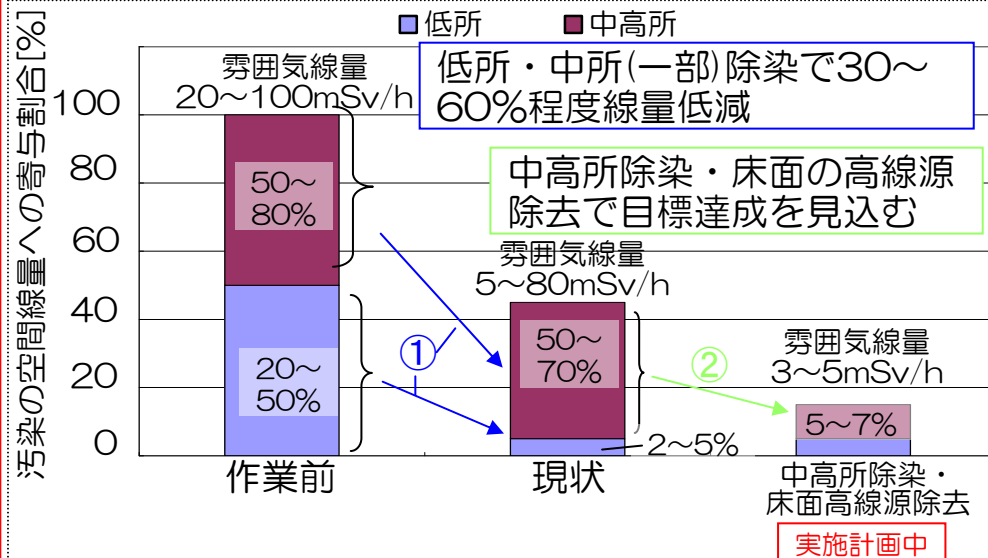 低所 中高所
汚染の空間線量への寄与割合[%]
雰囲気線量
20～100mSv/h
低所・中所(一部)除染で30～
60%程度線量低減
中高所除染・床面の高線源
除去で目標達成を見込む
100
80
60
40
20
0
50～
80%
20～
50%
①
雰囲気線量
5～80mSv/h
50～
70%
2～5%
②
雰囲気線量
3～5mSv/h
5～7%
作業前
現状
中高所除染・
床面高線源除去
実施計画中